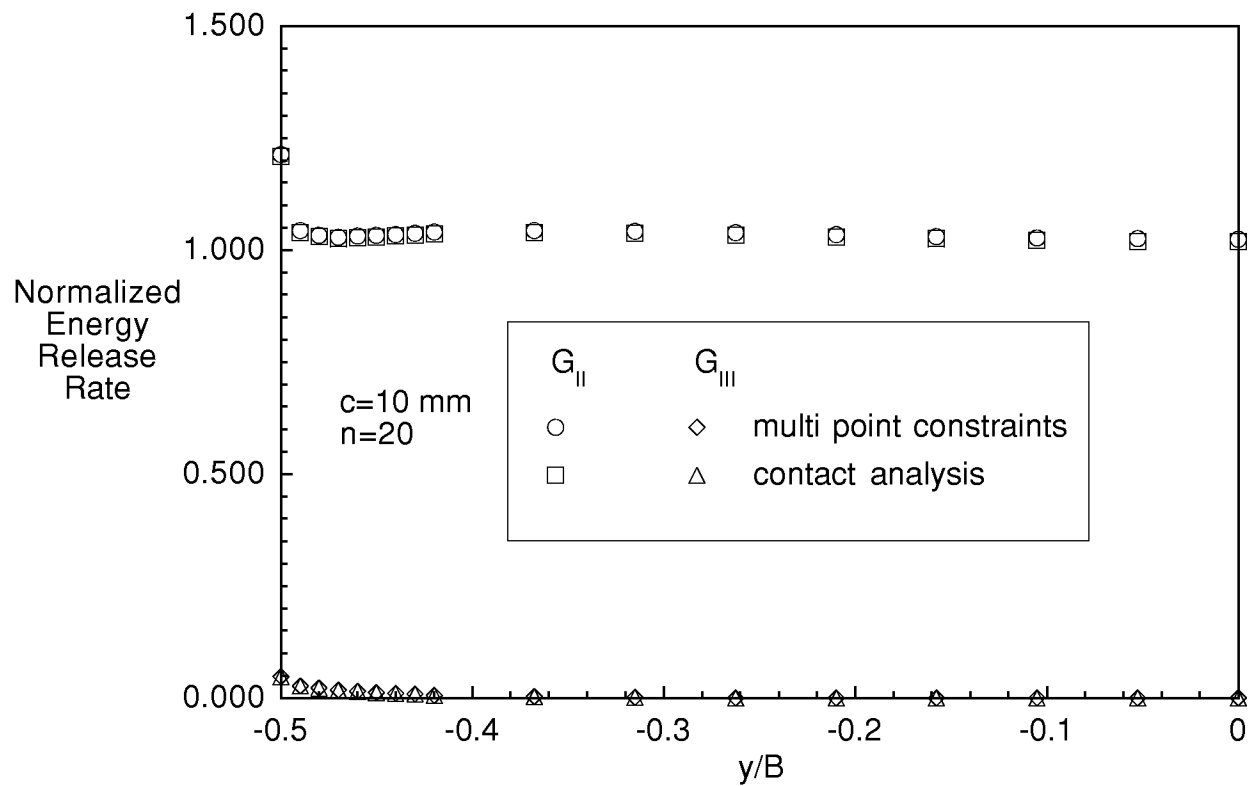 1.500
1.000
Normalized
Energy
Release
Rate
c=10 mm
n=20
G_II G_III
multi point constraints
contact analysis
0.500
0.000
-0.5 -0.4 -0.3 -0.2 -0.1 0
y/B